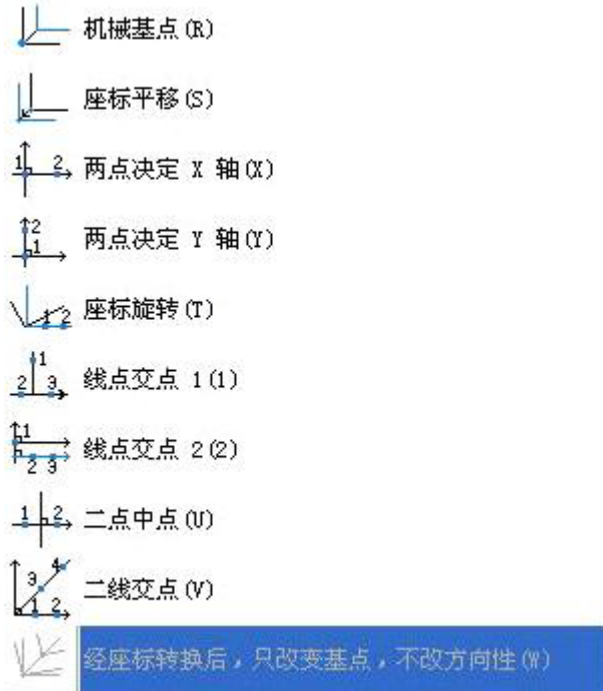 机械基点(R)
座标平移(S)
两点决定 X 轴(X)
两点决定 Y 轴(Y)
座标旋转(T)
线点交点 1(1)
线点交点 2(2)
二点中点(U)
二线交点(V)
经座标转换后，只改变基点，不改方向性(W)